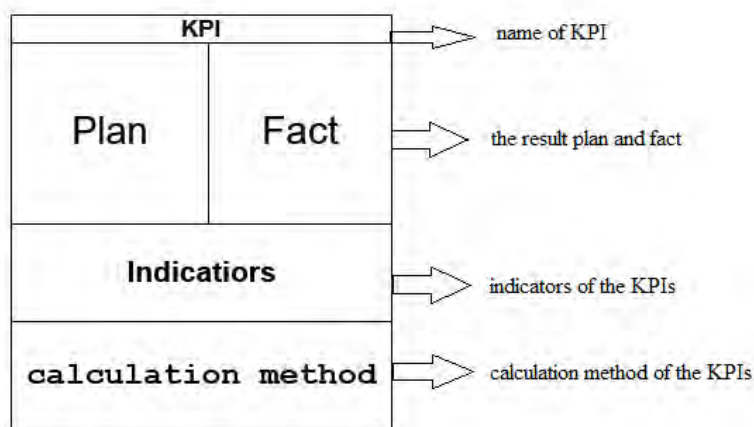 KPI
name of KPI
Plan
Fact
the result plan and fact
Indicatiors
indicators of the KPIs
calculation method
calculation method of the KPIs